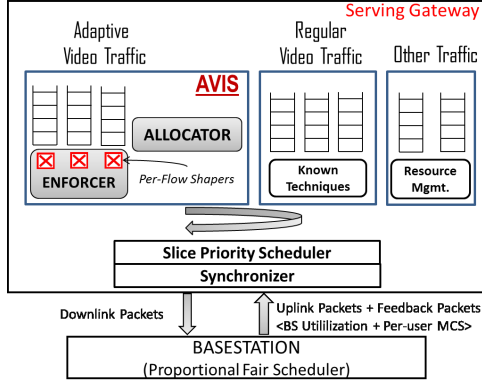 Serving Gateway
Adaptive
Video Traffic
Regular
Video Traffic
Other Traffic
AVIS
ALLOCATOR
ENFORCER
Per-Flow Shapers
Known
Techniques
Resource
Mgmt.
Slice Priority Scheduler
Synchronizer
Downlink Packets
Uplink Packets + Feedback Packets
<BS Utililization + Per-user MCS>
BASESTATION
(Proportional Fair Scheduler)